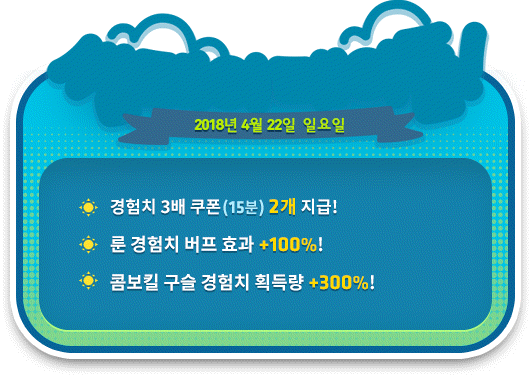 2018년 4월 22일 일요일
경험치 3배 쿠폰(15분) 2개 지급!
룬 경험치 버프 효과 +100%!
콤보킬 구슬 경험치 획득량 +300%!